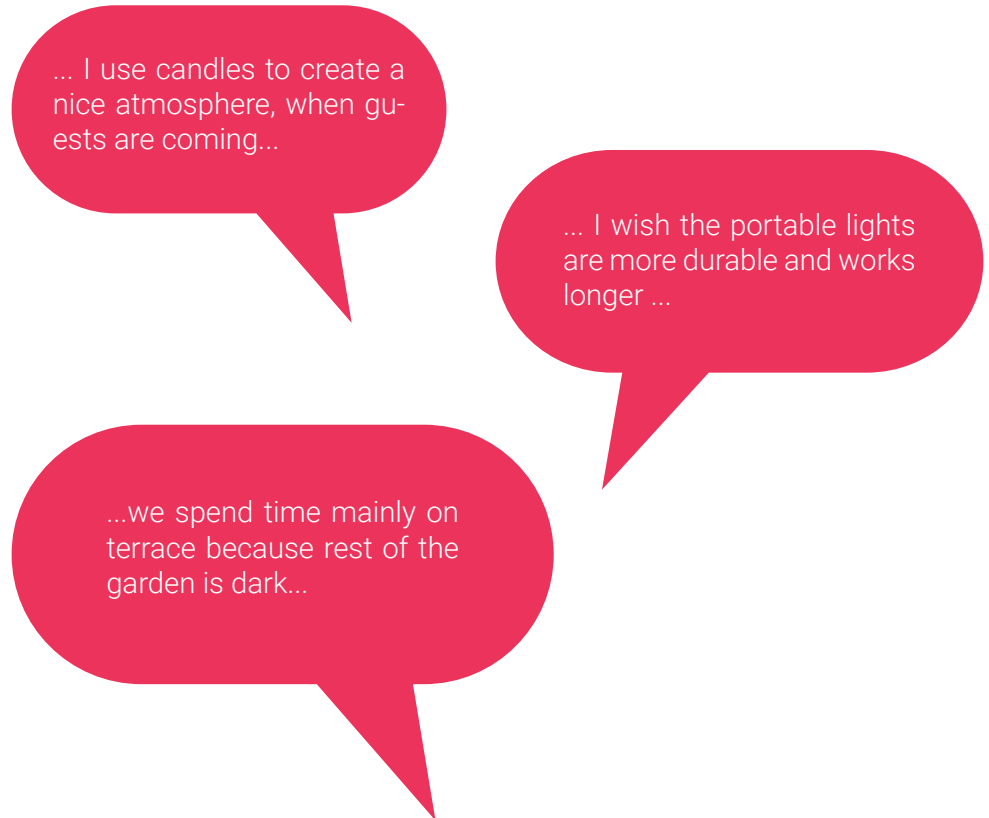 ... I use candles to create a
nice atmosphere, when gu-
ests are coming...
... I wish the portable lights
are more durable and works
longer ...
...we spend time mainly on
terrace because rest of the
garden is dark...